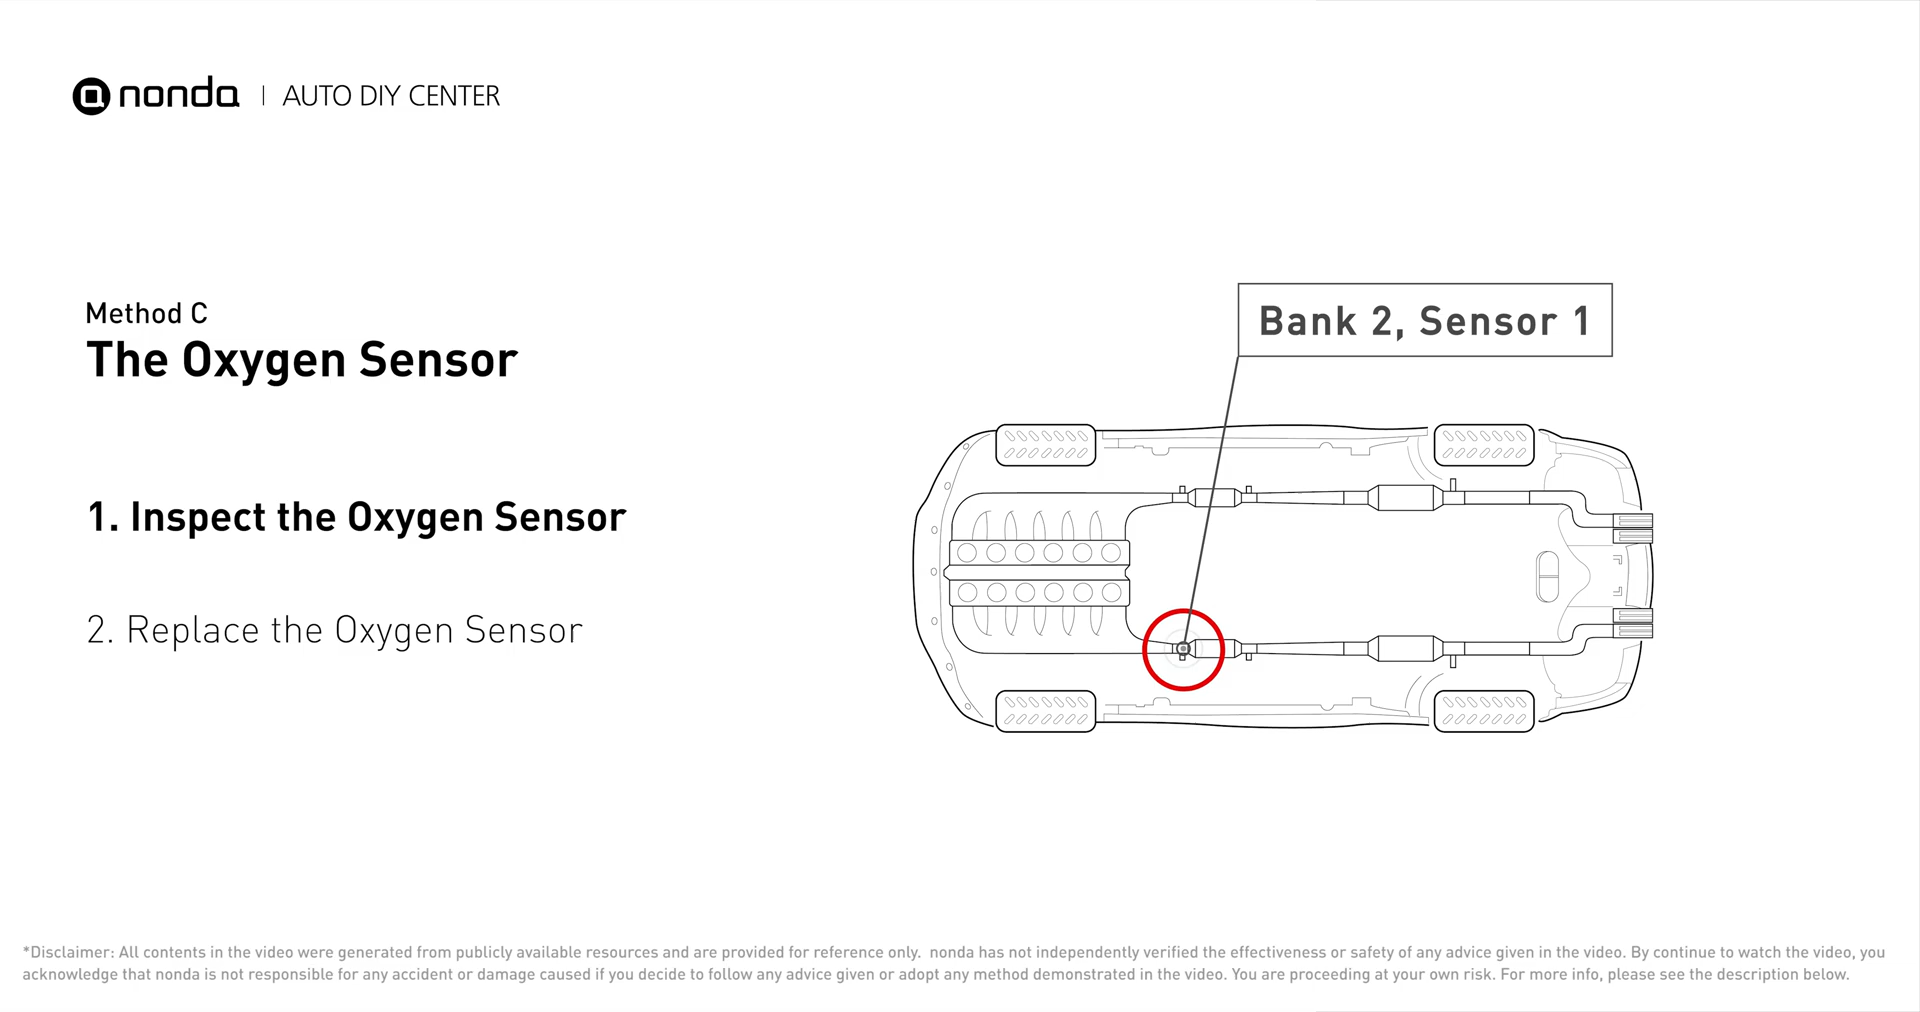 nonda | AUTO DIY CENTER
Method C
The Oxygen Sensor
1. Inspect the Oxygen Sensor
2. Replace the Oxygen Sensor
Bank 2, Sensor 1
*Disclaimer: All contents in the video were generated from publicly available resources and are provided for reference only.  nonda has not independently verified the effectiveness or safety of any advice given in the video. By continue to watch the video, you
acknowledge that nonda is not responsible for any accident or damage caused if you decide to follow any advice given or adopt any method demonstrated in the video. You are proceeding at your own risk. For more info, please see the description below.